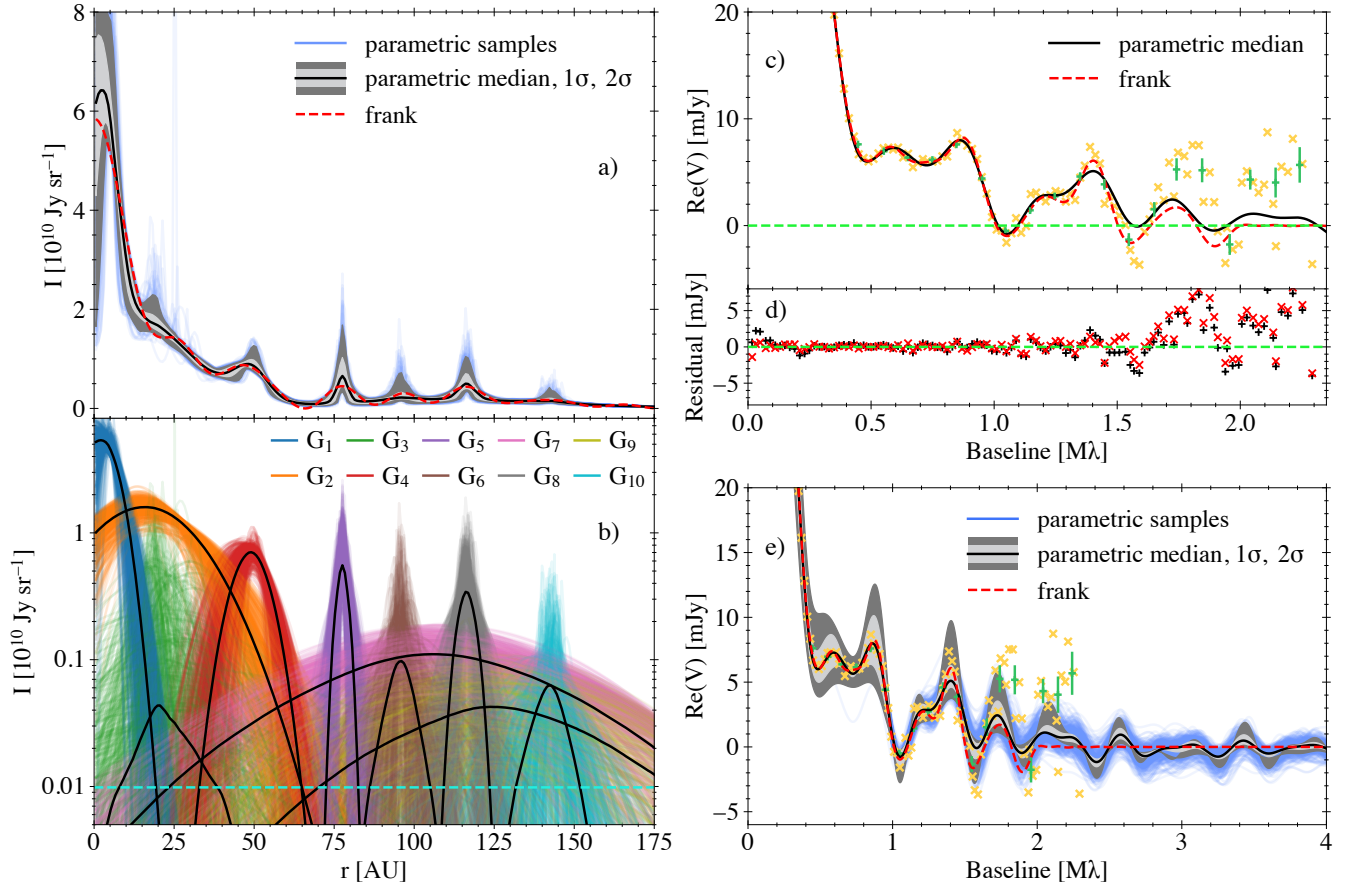 8
6
4
2
0
I [10¹⁰ Jy sr⁻¹]
parametric samples
parametric median, 1σ, 2σ
frank
a)
1
0.1
0.01
I [10¹⁰ Jy sr⁻¹]
G₁ G₃ G₅ G₇ G₉
G₂ G₄ G₆ G₈ G₁₀
b)
0 25 50 75 100 125 150 175
r [AU]
20
15
10
5
0
Re(V) [mJy]
c)
parametric median
frank
5
0
−5
Residual [mJy]
d)
0.0 0.5 1.0 1.5 2.0
Baseline [Mλ]
20
15
10
5
0
−5
Re(V) [mJy]
e)
parametric samples
parametric median, 1σ, 2σ
frank
0 1 2 3 4
Baseline [Mλ]